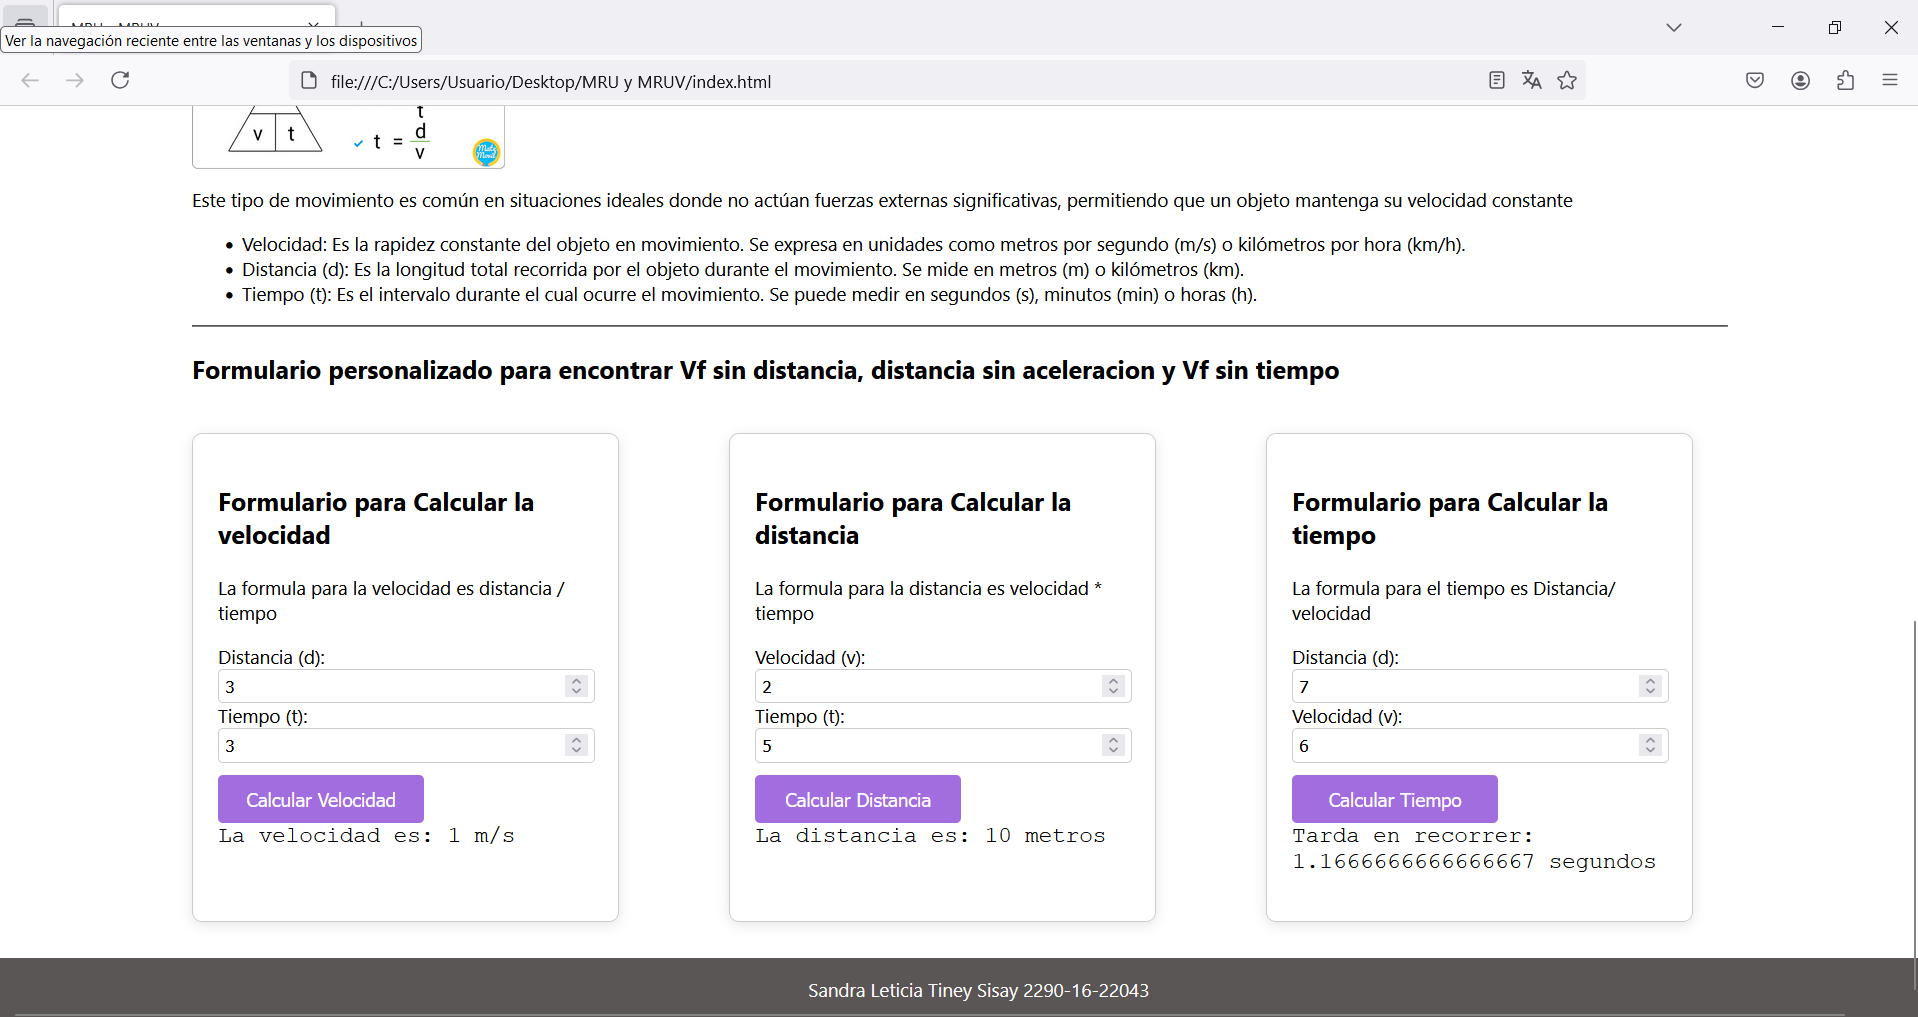 Ver la navegación reciente entre las ventanas y los dispositivos
file:///C:/Users/Usuario/Desktop/MRU y MRUV/index.html
t
v t
t = d
v
Este tipo de movimiento es común en situaciones ideales donde no actúan fuerzas externas significativas, permitiendo que un objeto mantenga su velocidad constante
• Velocidad: Es la rapidez constante del objeto en movimiento. Se expresa en unidades como metros por segundo (m/s) o kilómetros por hora (km/h).
• Distancia (d): Es la longitud total recorrida por el objeto durante el movimiento. Se mide en metros (m) o kilómetros (km).
• Tiempo (t): Es el intervalo durante el cual ocurre el movimiento. Se puede medir en segundos (s), minutos (min) o horas (h).
Formulario personalizado para encontrar Vf sin distancia, distancia sin aceleracion y Vf sin tiempo
Formulario para Calcular la
velocidad
La formula para la velocidad es distancia /
tiempo
Distancia (d):
3
Tiempo (t):
3
Calcular Velocidad
La velocidad es: 1 m/s
Formulario para Calcular la
distancia
La formula para la distancia es velocidad *
tiempo
Velocidad (v):
2
Tiempo (t):
5
Calcular Distancia
La distancia es: 10 metros
Formulario para Calcular la
tiempo
La formula para el tiempo es Distancia/
velocidad
Distancia (d):
7
Velocidad (v):
6
Calcular Tiempo
Tarda en recorrer:
1.1666666666666667 segundos
Sandra Leticia Tiney Sisay 2290-16-22043